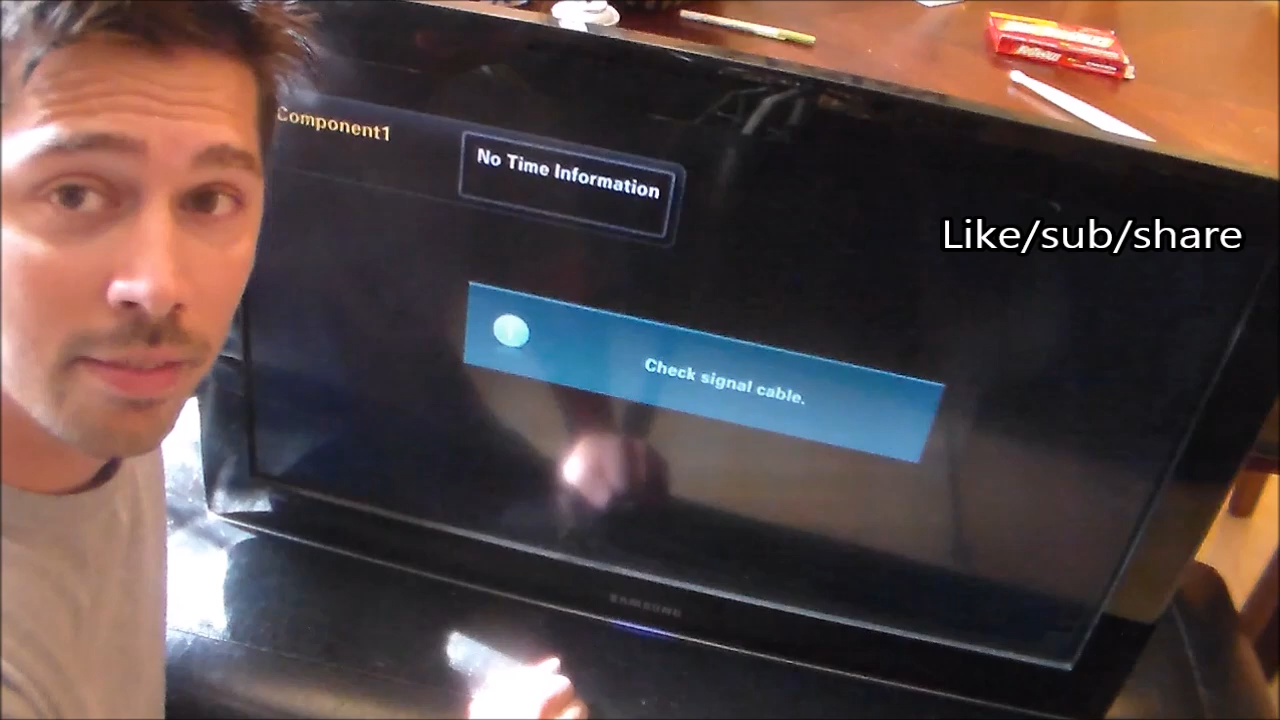 Component1
No Time Information
Like/sub/share
Check signal cable.
SAMSUNG